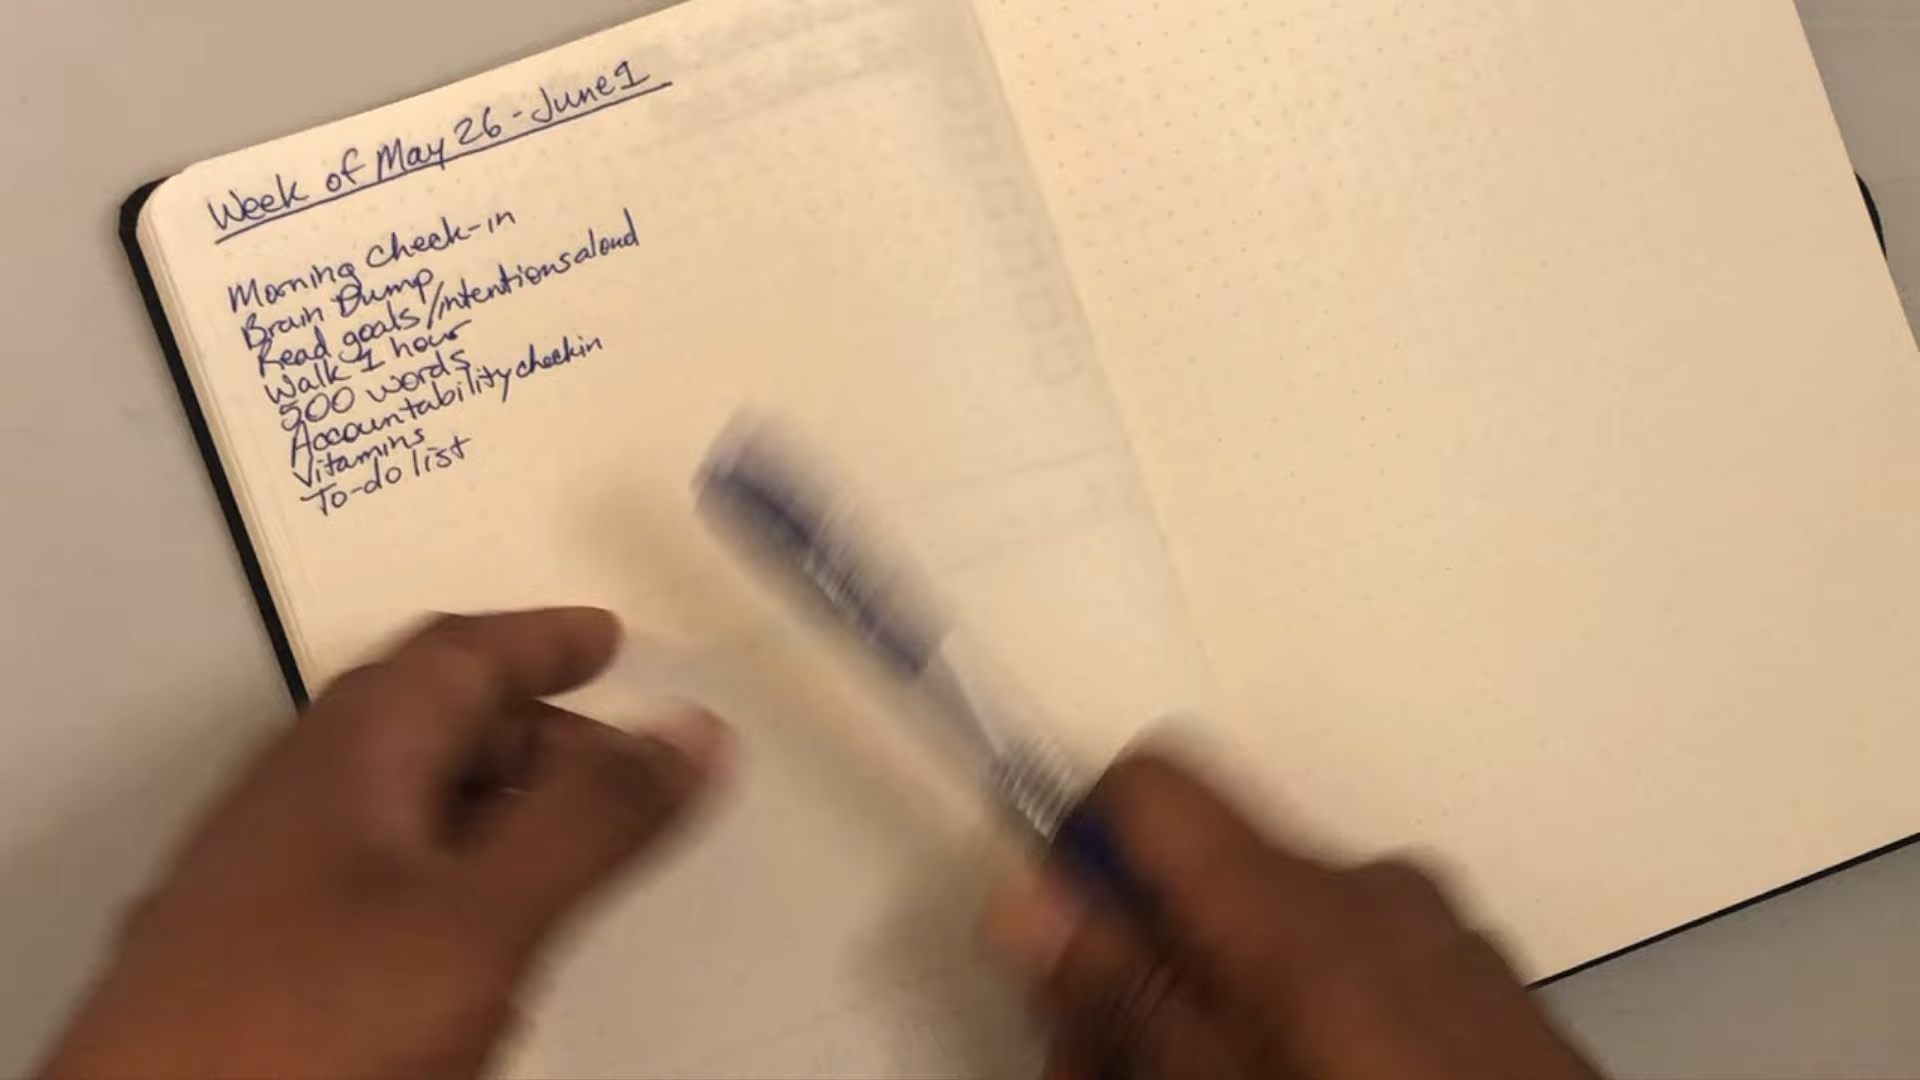 Week of May 26 - June 1
Morning check-in
Brain Dump
Read goals/intentions aloud
Walk 1 hour
500 words
Accountability checkin
Vitamins
To-do list